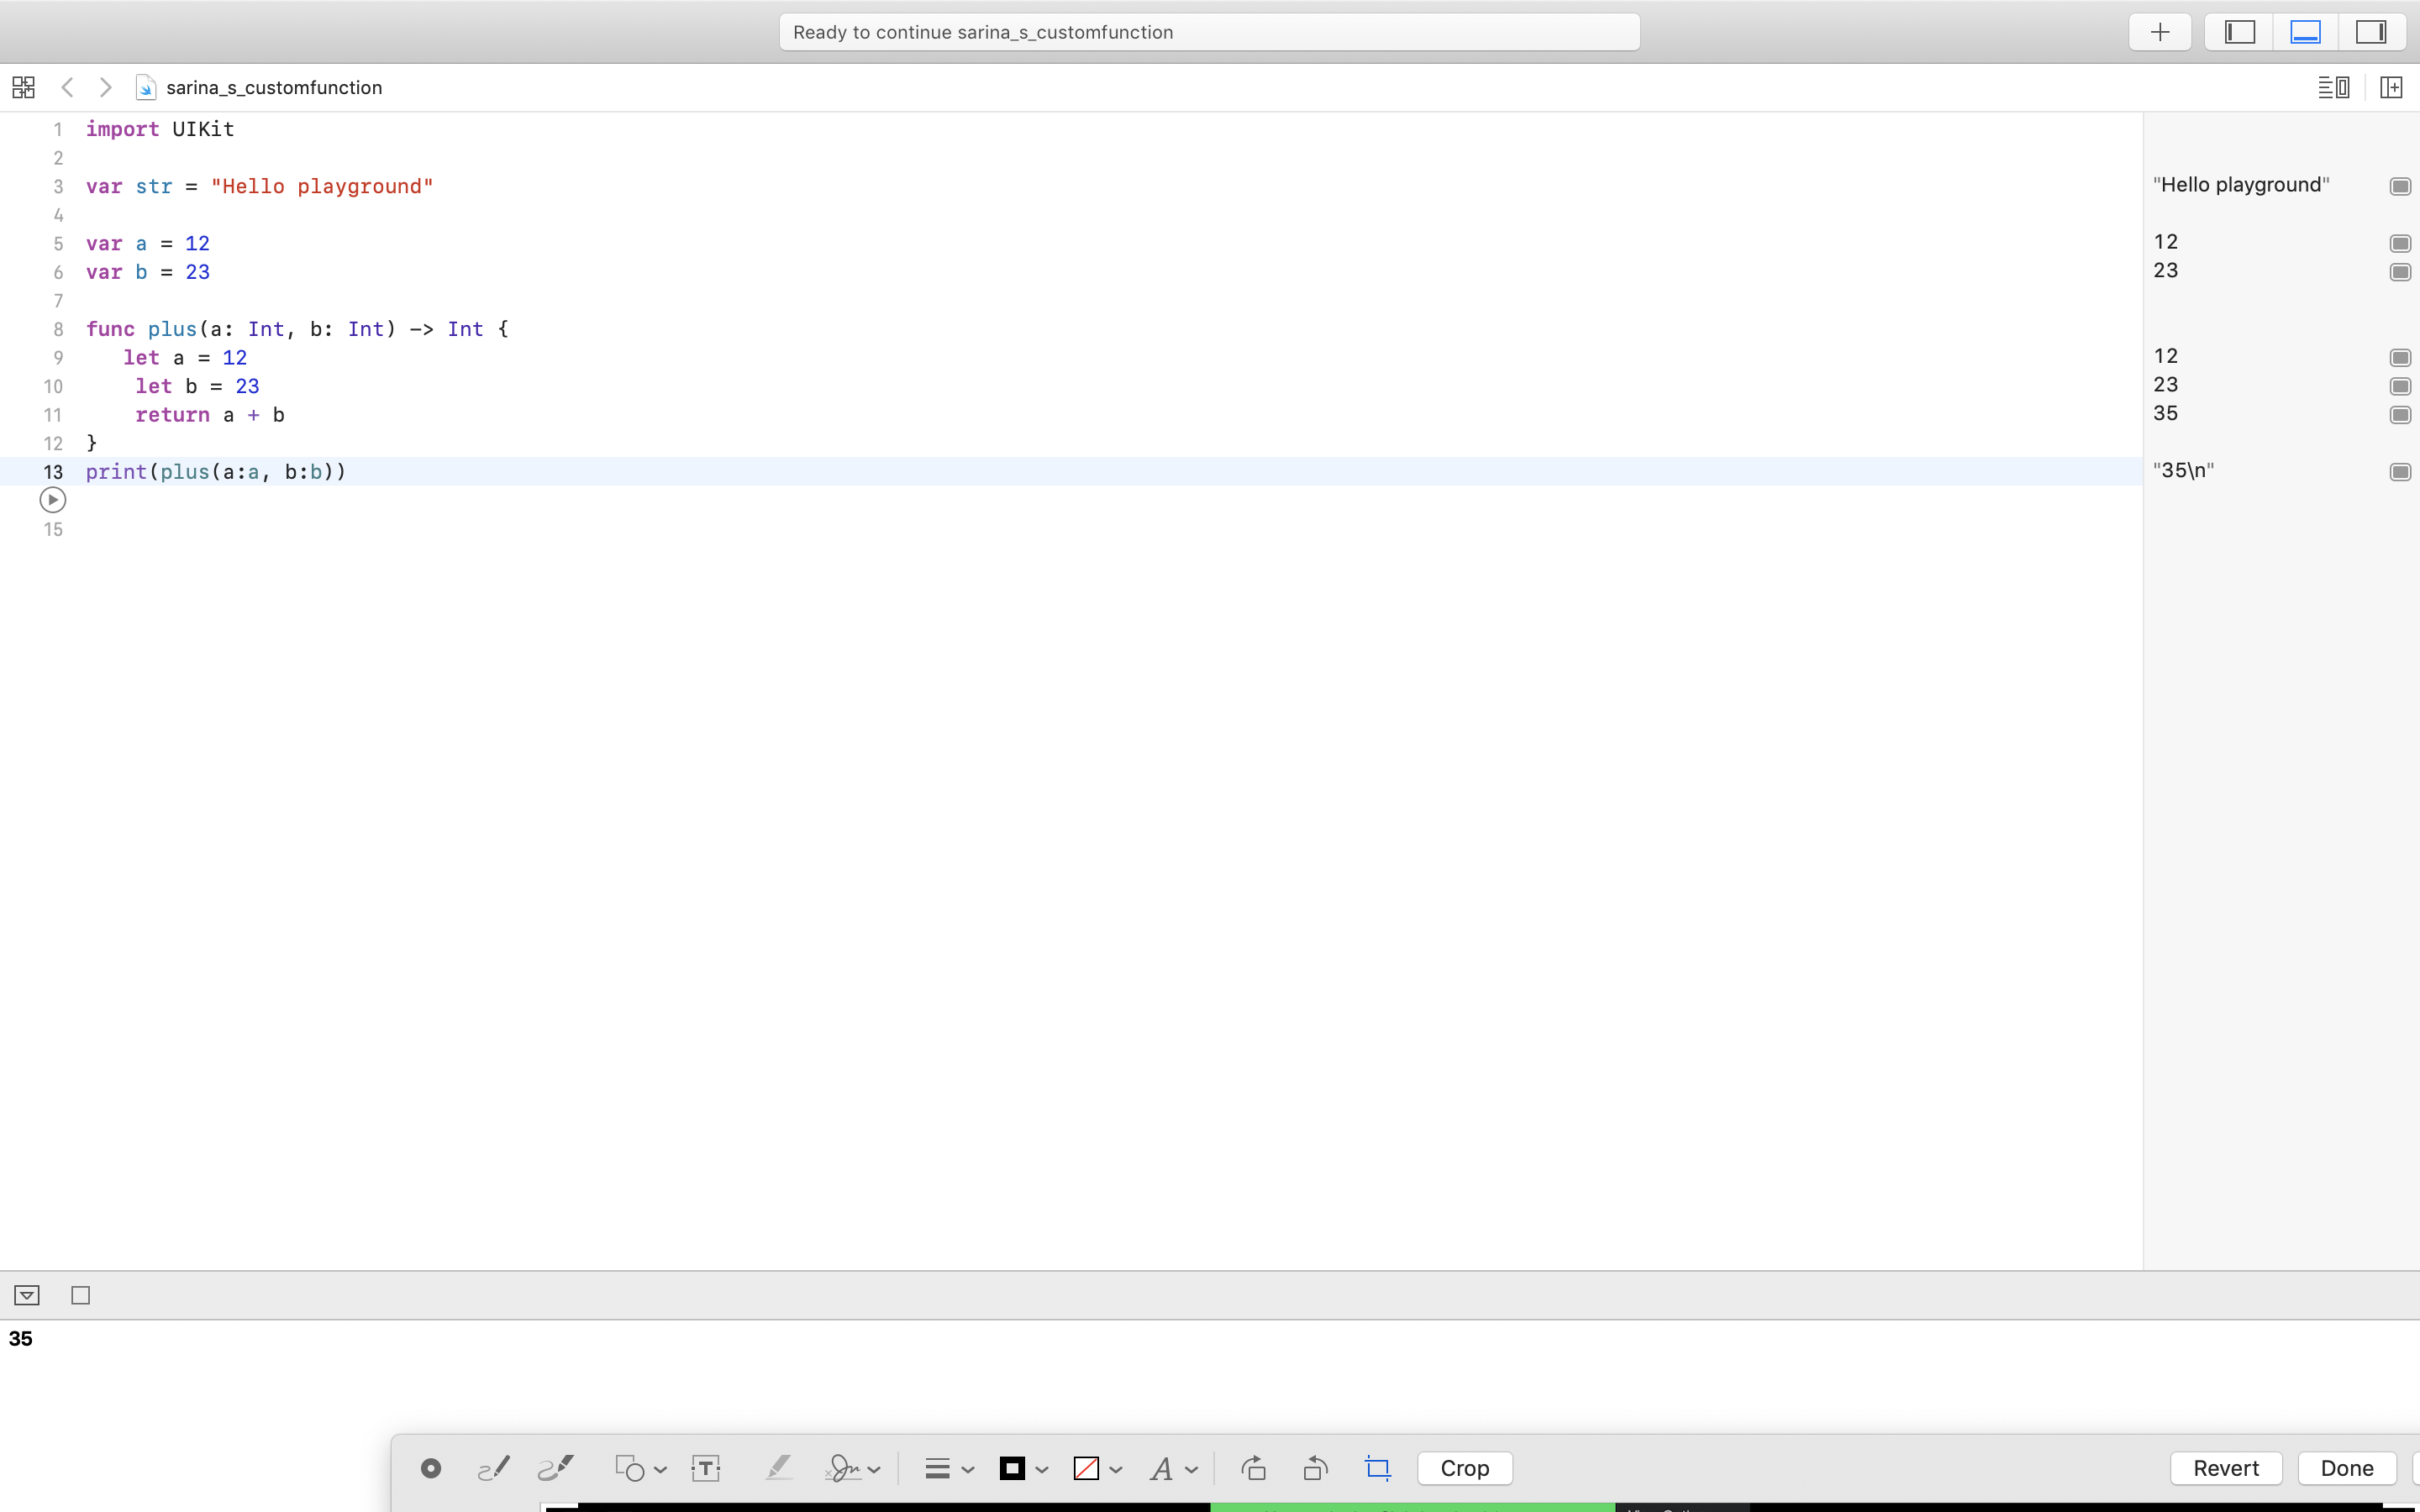 Ready to continue sarina_s_customfunction
sarina_s_customfunction
1 import UIKit
2
3 var str = "Hello playground"
"Hello playground"
4
5 var a = 12
12
6 var b = 23
23
7
8 func plus(a: Int, b: Int) -> Int {
9    let a = 12
12
10     let b = 23
23
11     return a + b
35
12 }
13 print(plus(a:a, b:b))
"35\n"
15
35
Crop
Revert
Done